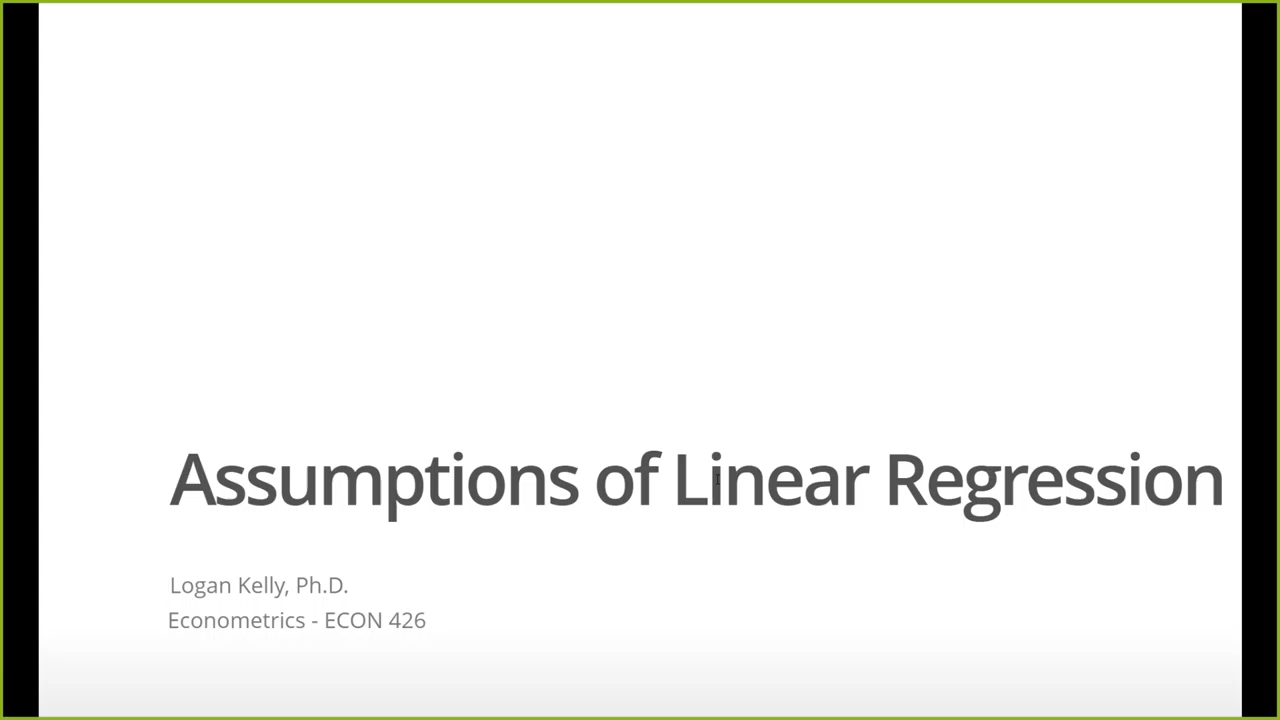 Assumptions of Linear Regression
Logan Kelly, Ph.D.
Econometrics - ECON 426